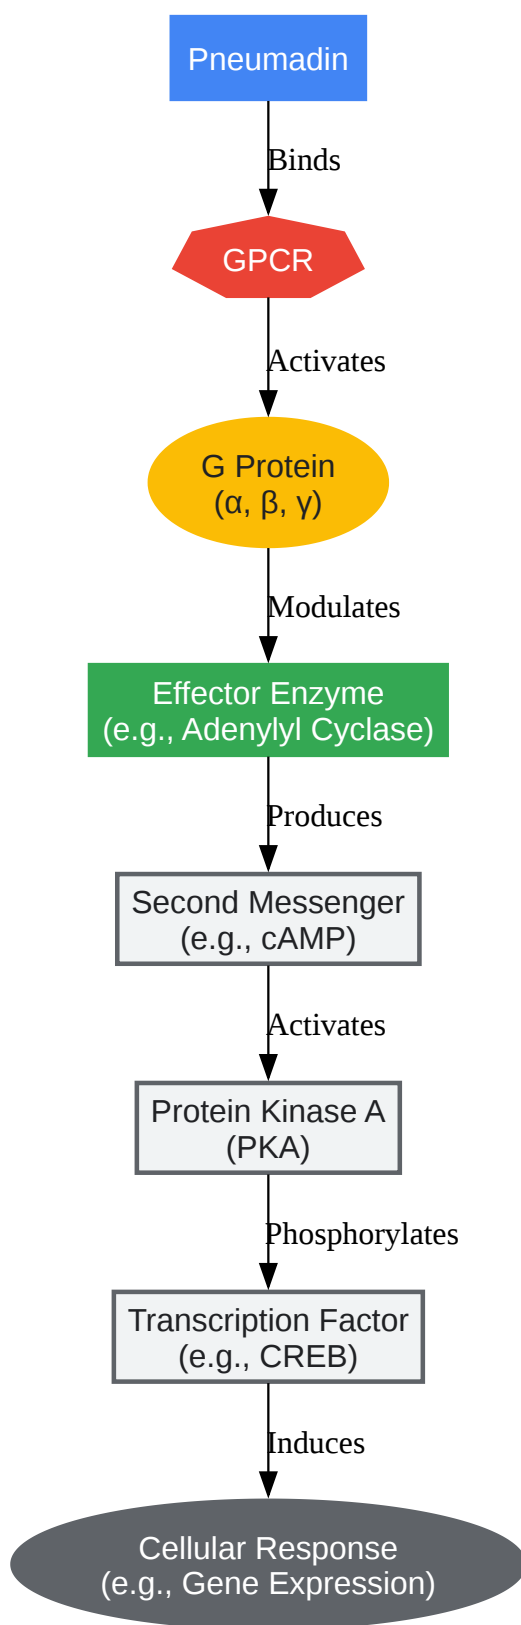 Pneumadin
Binds
GPCR
Activates
G Protein
(α, β, γ)
Modulates
Effector Enzyme
(e.g., Adenylyl Cyclase)
Produces
Second Messenger
(e.g., cAMP)
Activates
Protein Kinase A
(PKA)
Phosphorylates
Transcription Factor
(e.g., CREB)
Induces
Cellular Response
(e.g., Gene Expression)